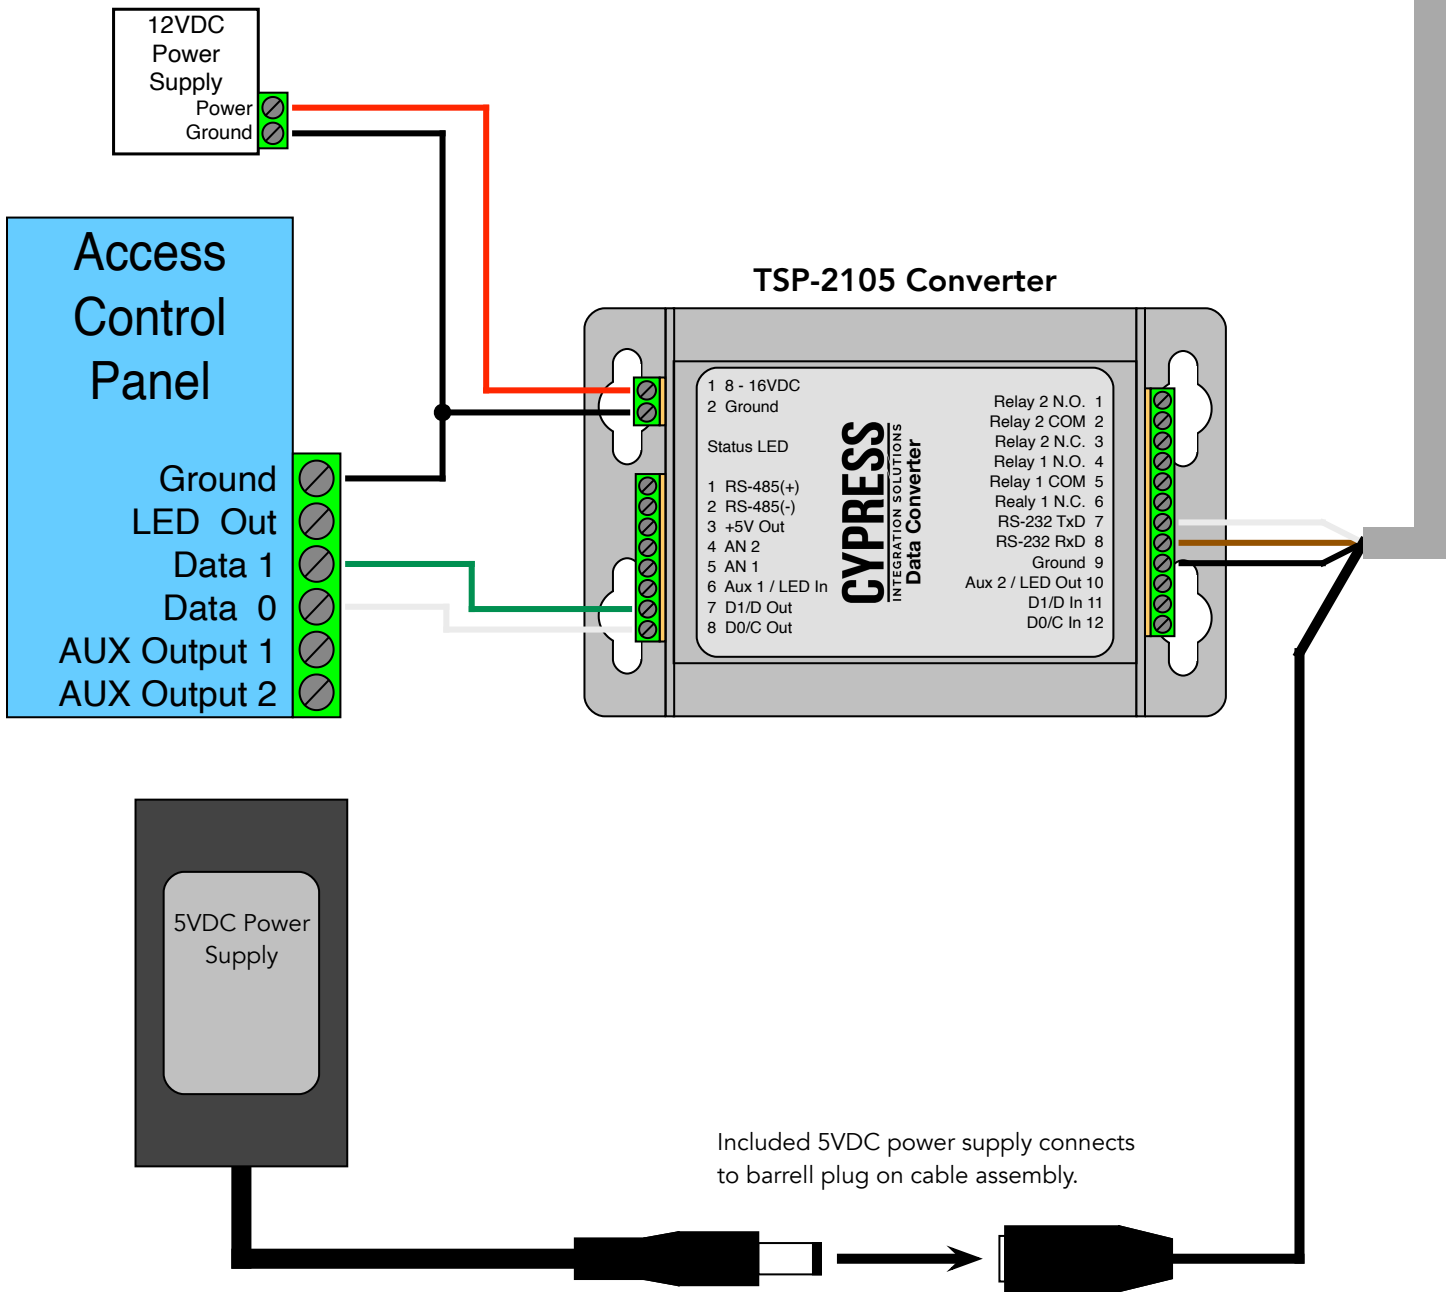 12VDC
Power
Supply
Power
Ground
Access
Control
Panel
Ground
LED Out
Data 1
Data 0
AUX Output 1
AUX Output 2
TSP-2105 Converter
1 8 - 16VDC
2 Ground
Status LED
1 RS-485(+)
2 RS-485(-)
3 +5V Out
4 AN 2
5 AN 1
6 Aux 1 / LED In
7 D1/D Out
8 D0/C Out
CYPRESS
INTEGRATION SOLUTIONS
Data Converter
Relay 2 N.O. 1
Relay 2 COM 2
Relay 2 N.C. 3
Relay 1 N.O. 4
Relay 1 COM 5
Realy 1 N.C. 6
RS-232 TxD 7
RS-232 RxD 8
Ground 9
Aux 2 / LED Out 10
D1/D In 11
D0/C In 12
5VDC Power
Supply
Included 5VDC power supply connects
to barrell plug on cable assembly.